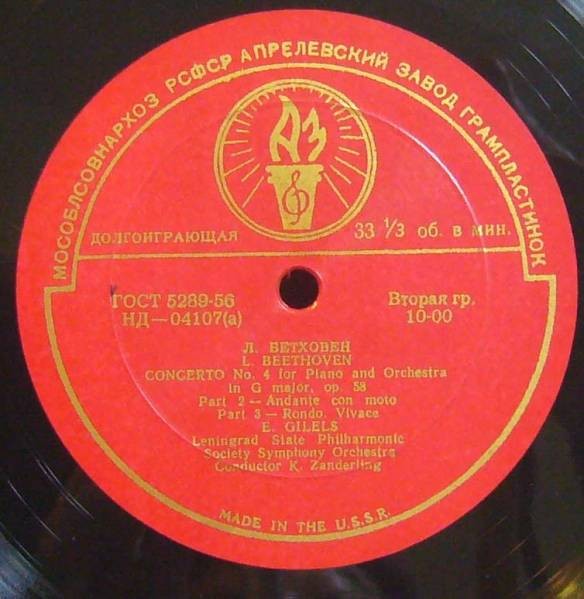 МОСОБЛСОВНАРХОЗ РСФСР АПРЕЛЕВСКИЙ ЗАВОД ГРАМПЛАСТИНОК
АЗ
ДОЛГОИГРАЮЩАЯ 33 ⅓ об. в мин.
ГОСТ 5289-56 Вторая гр.
НД—04107(а) 10-00
Л. БЕТХОВЕН
L. BEETHOVEN
CONCERTO No. 4 for Piano and Orchestra
in G major, op. 58
Part 2 — Andante con moto
Part 3 — Rondo. Vivace
E. GILELS
Leningrad State Philharmonic
Society Symphony Orchestra
Conductor K. Zanderling
MADE IN THE U.S.S.R.